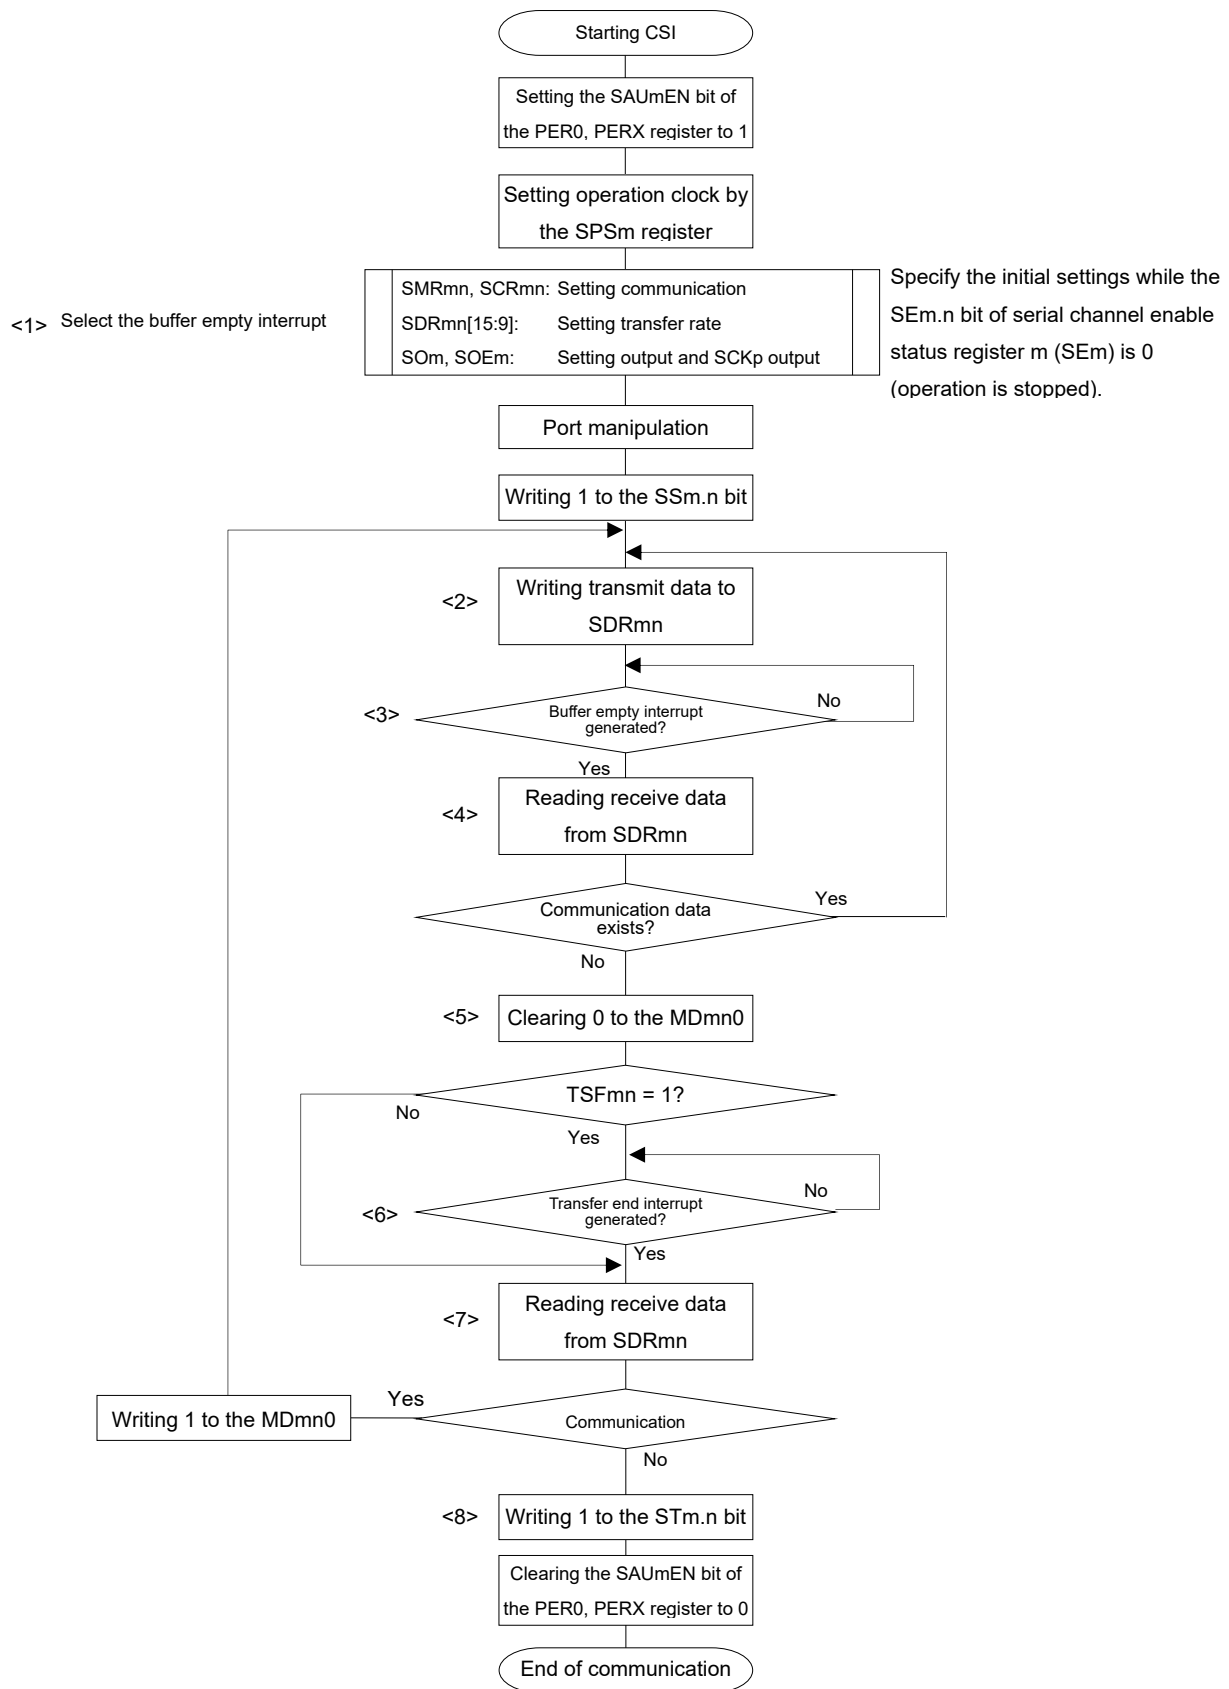 Starting CSI
Setting the SAUmEN bit of
the PER0, PERX register to 1
Setting operation clock by
the SPSm register
<1> Select the buffer empty interrupt
SMRmn, SCRmn: Setting communication
SDRmn[15:9]: Setting transfer rate
SOm, SOEm: Setting output and SCKp output
Specify the initial settings while the
SEm.n bit of serial channel enable
status register m (SEm) is 0
(operation is stopped).
Port manipulation
Writing 1 to the SSm.n bit
<2>
Writing transmit data to
SDRmn
<3>
Buffer empty interrupt
generated?
No
Yes
<4>
Reading receive data
from SDRmn
Communication data
exists?
Yes
No
<5>
Clearing 0 to the MDmn0
TSFmn = 1?
No
Yes
<6>
Transfer end interrupt
generated?
No
Yes
<7>
Reading receive data
from SDRmn
Writing 1 to the MDmn0
Yes
Communication
No
<8>
Writing 1 to the STm.n bit
Clearing the SAUmEN bit of
the PER0, PERX register to 0
End of communication